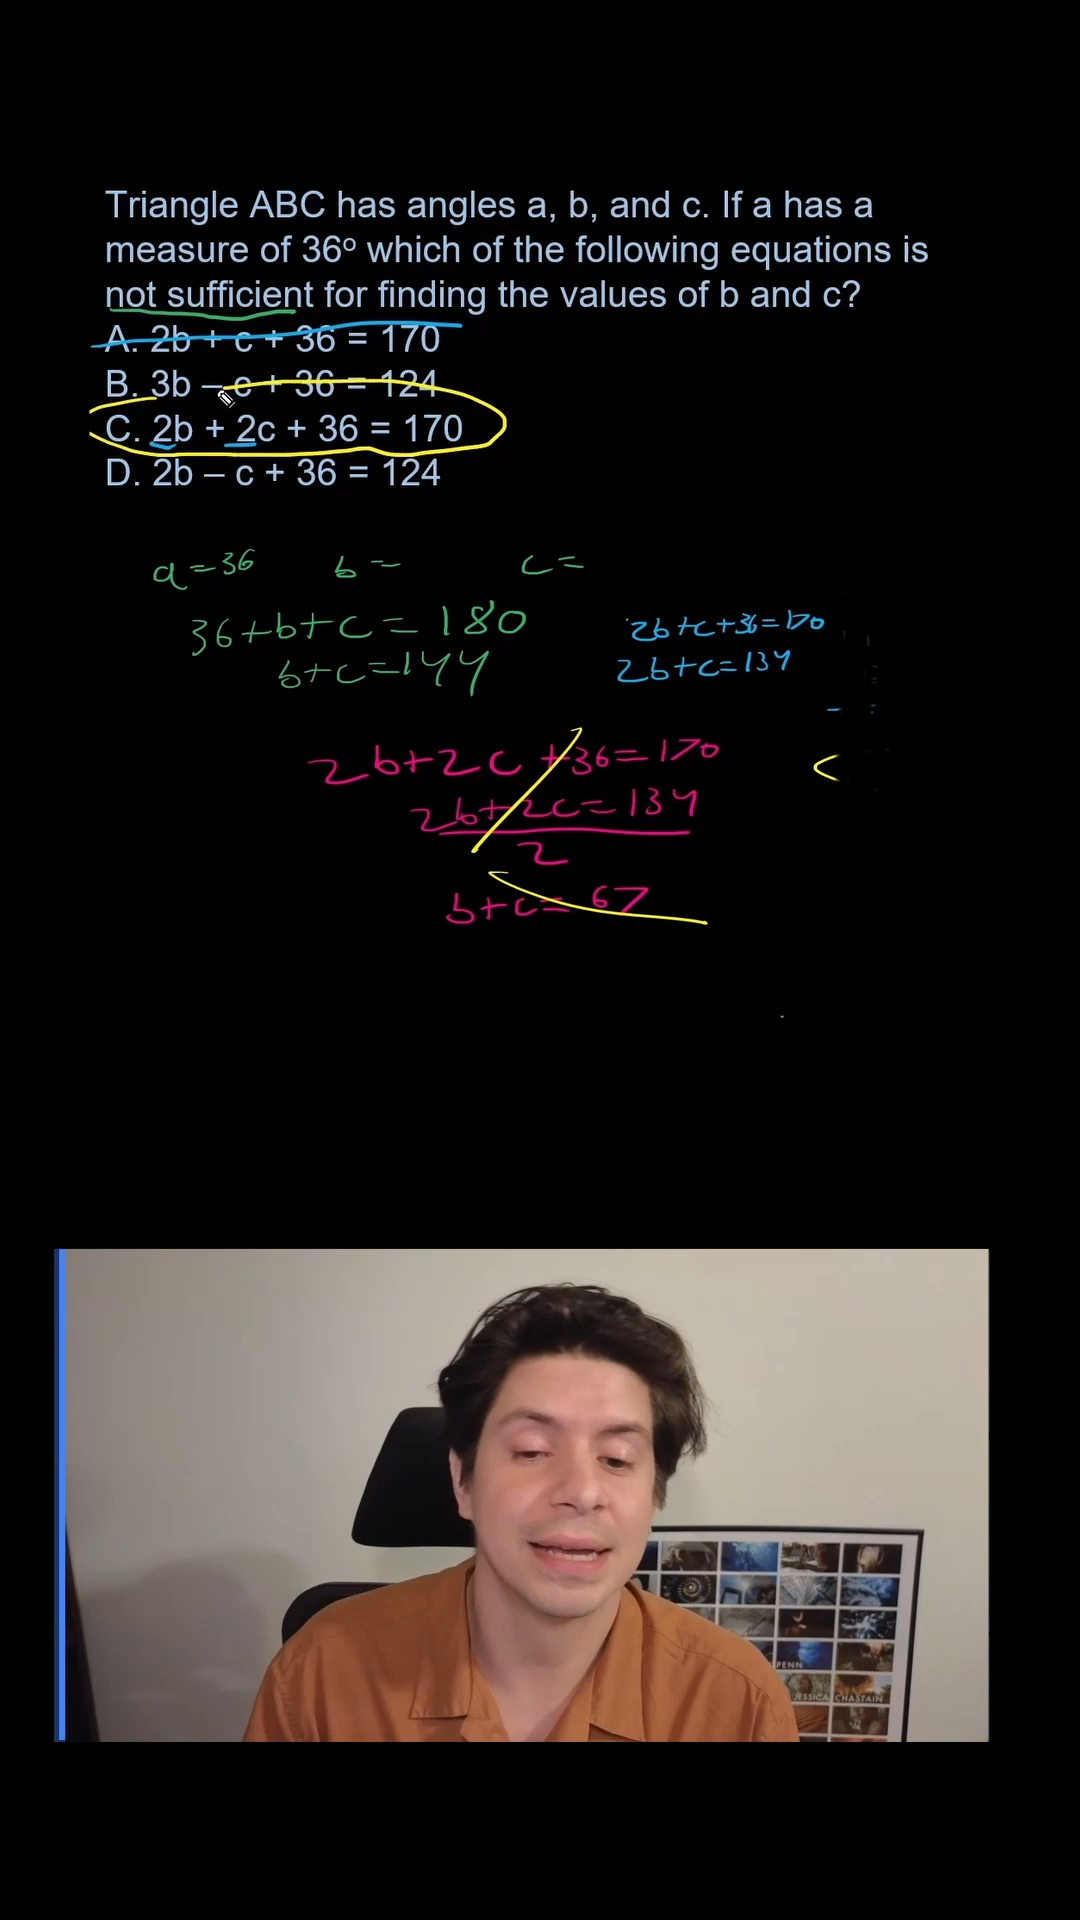 Triangle ABC has angles a, b, and c. If a has a
measure of 36º which of the following equations is
not sufficient for finding the values of b and c?
A. 2b + c + 36 = 170
B. 3b – c + 36 = 124
C. 2b + 2c + 36 = 170
D. 2b – c + 36 = 124
a = 36 b = c =
36+b+c = 180
b+c=144
2b+c+36=170
2b+c=134
2b+2c+36=170
2b+2c=134
2
b+c= 67
PENN
JESSICA CHASTAIN